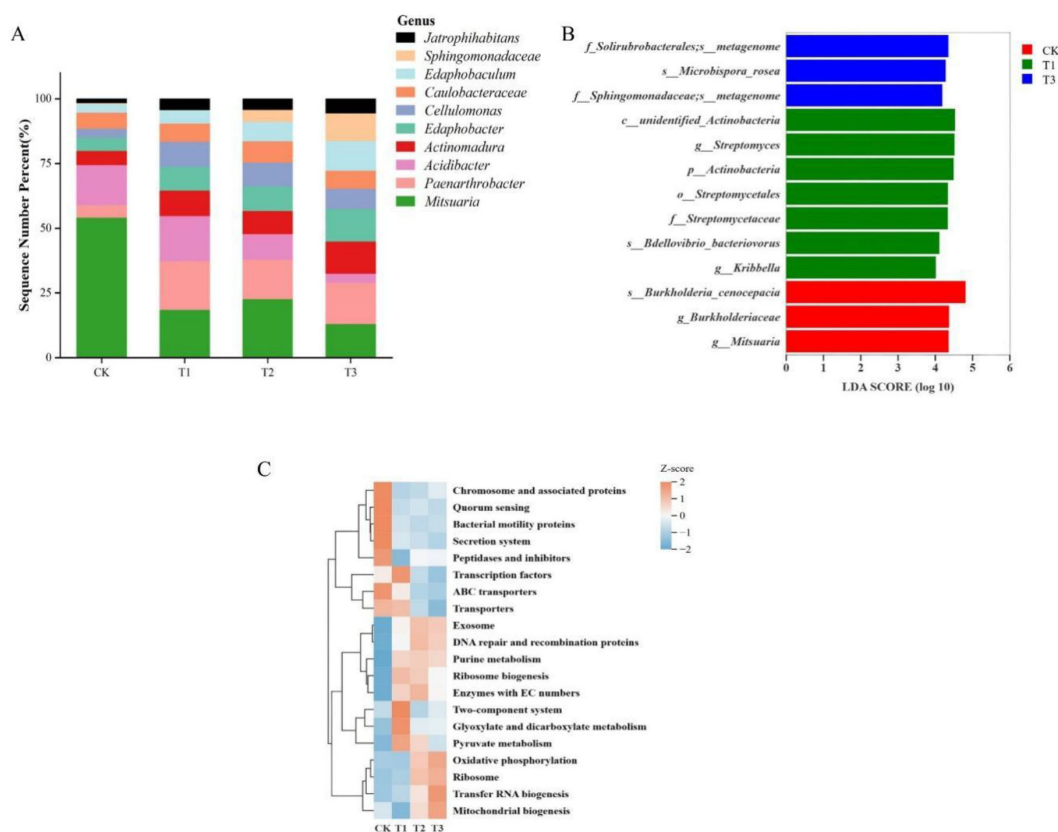 A
Genus
Jatrophihabitans
Sphingomonadaceae
Edaphobaculum
Caulobacteraceae
Cellulomonas
Edaphobacter
Actinomadura
Acidibacter
Paenarthrobacter
Mitsuaria
Sequence Number Percent(%)
100
75
50
25
0
CK T1 T2 T3
B
f_Solirubrobacterales;s__metagenome
s__Microbispora_rosea
f__Sphingomonadaceae;s__metagenome
c__unidentified_Actinobacteria
g__Streptomyces
p__Actinobacteria
o__Streptomycetales
f__Streptomycetaceae
s__Bdellovibrio_bacteriovorus
g__Kribbella
s__Burkholderia_cenocepacia
g_Burkholderiaceae
g__Mitsuaria
0 1 2 3 4 5 6
LDA SCORE (log 10)
CK
T1
T3
C
Z-score
2
1
0
−1
−2
Chromosome and associated proteins
Quorum sensing
Bacterial motility proteins
Secretion system
Peptidases and inhibitors
Transcription factors
ABC transporters
Transporters
Exosome
DNA repair and recombination proteins
Purine metabolism
Ribosome biogenesis
Enzymes with EC numbers
Two-component system
Glyoxylate and dicarboxylate metabolism
Pyruvate metabolism
Oxidative phosphorylation
Ribosome
Transfer RNA biogenesis
Mitochondrial biogenesis
CK T1 T2 T3